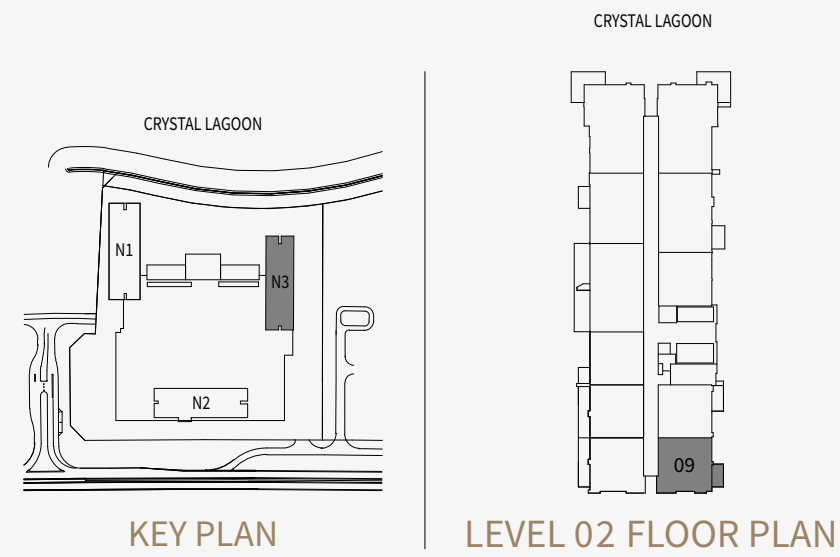 CRYSTAL LAGOON
CRYSTAL LAGOON
N1
N3
N2
09
KEY PLAN
LEVEL 02 FLOOR PLAN